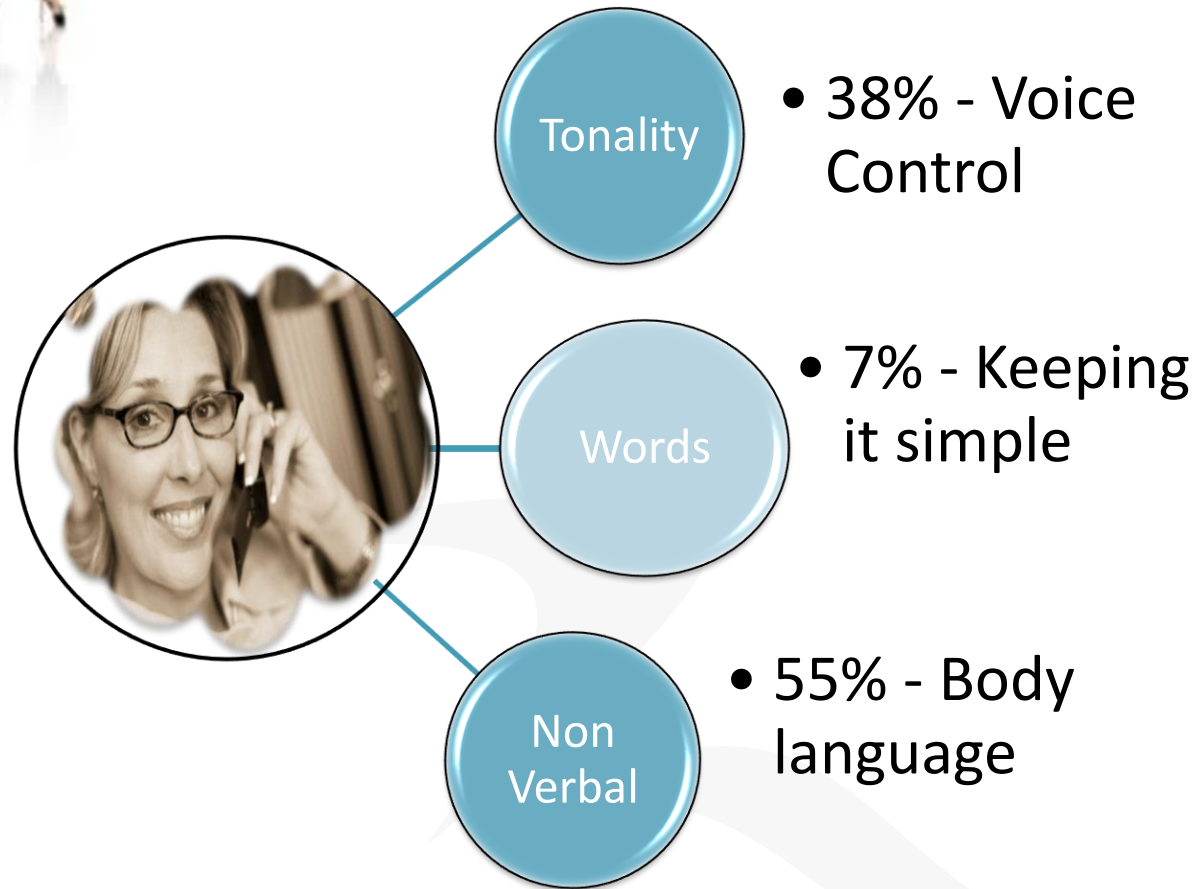 Tonality
• 38% - Voice
Control
Words
• 7% - Keeping
it simple
Non
Verbal
• 55% - Body
language